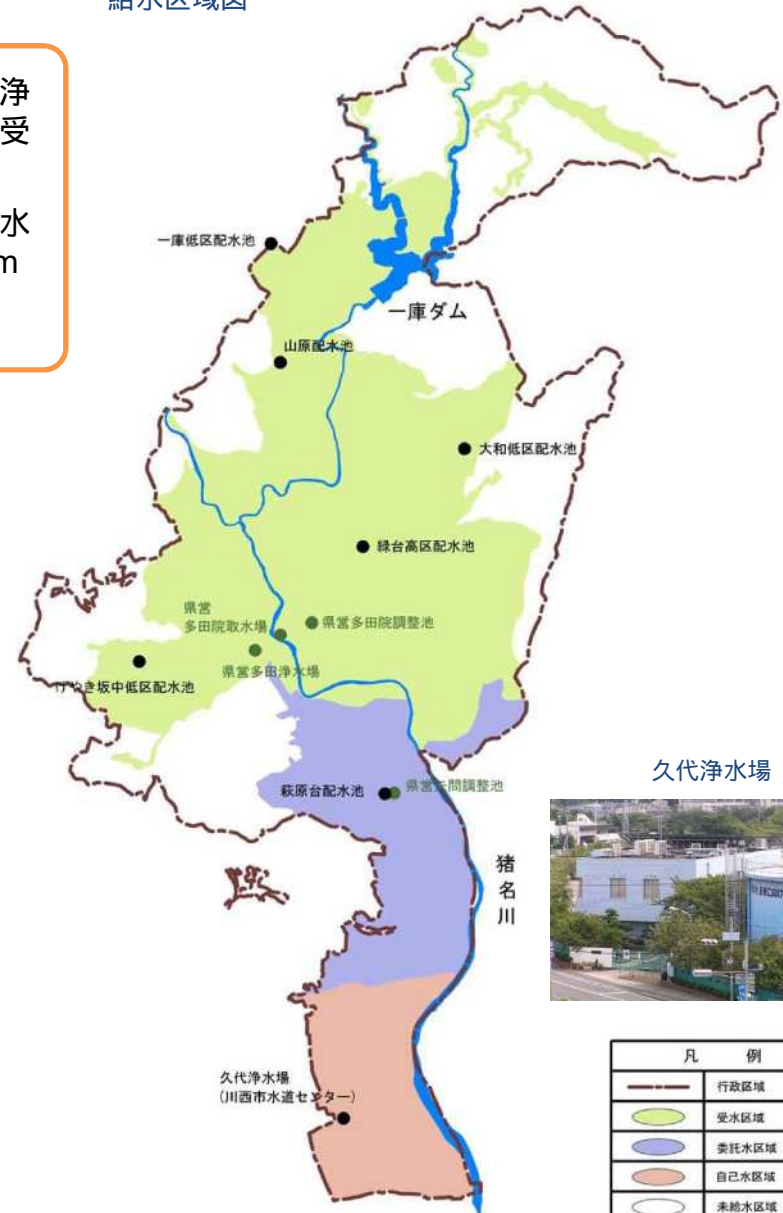 給水区域図
浄
受
水
m
一庫低区配水池
一庫ダム
山原配水池
大和低区配水池
緑台高区配水池
県営
多田院取水場
県営多田院調整池
県営多田浄水場
けやき坂中低区配水池
萩原台配水池
県営矢問調整池
久代浄水場
猪名川
久代浄水場
(川西市水道センター)
凡 例
行政区域
受水区域
委託水区域
自己水区域
未給水区域